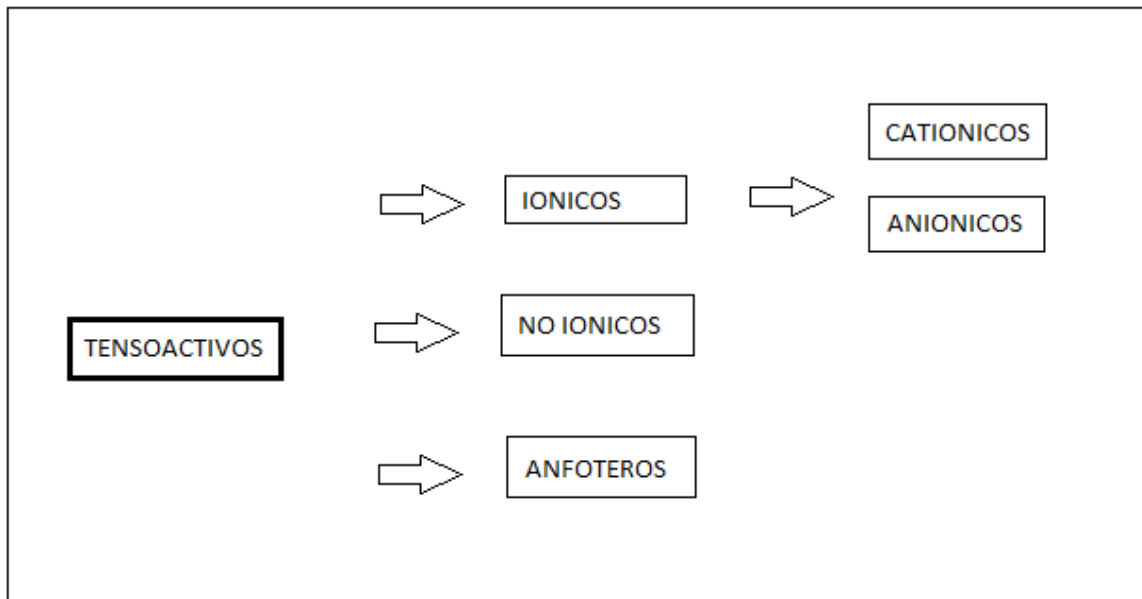 TENSOACTIVOS
IONICOS
CATIONICOS
ANIONICOS
NO IONICOS
ANFOTEROS